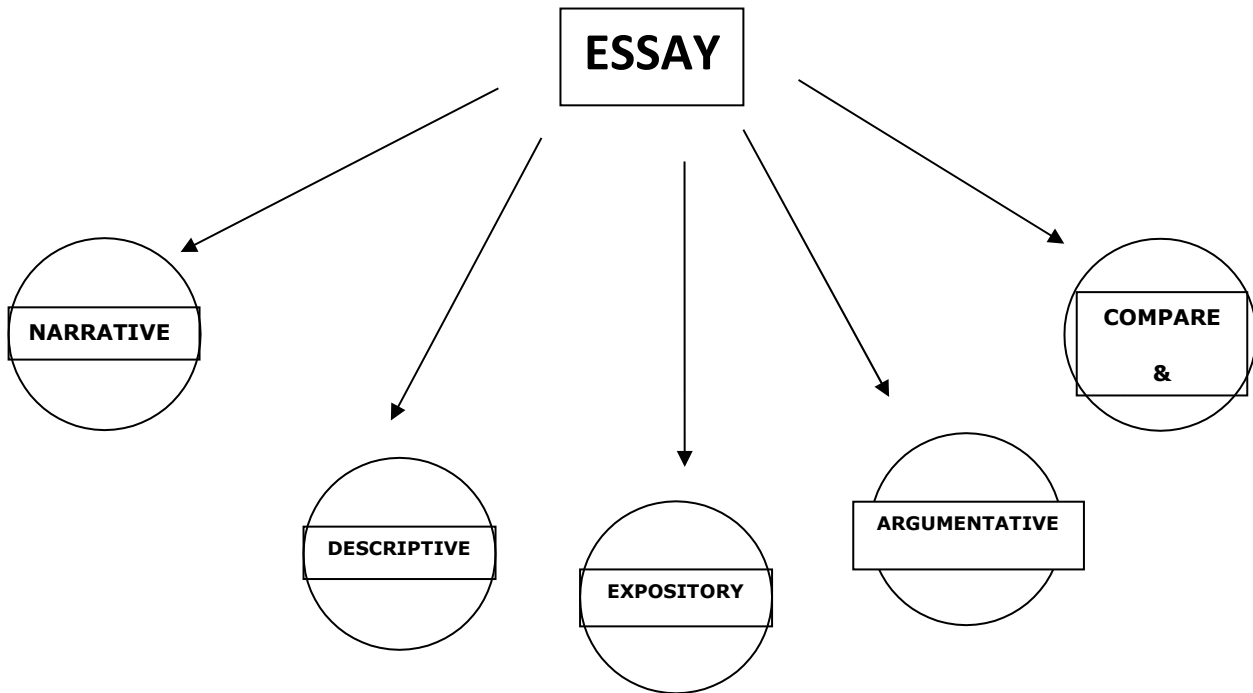 ESSAY
NARRATIVE
COMPARE
&
DESCRIPTIVE
EXPOSITORY
ARGUMENTATIVE